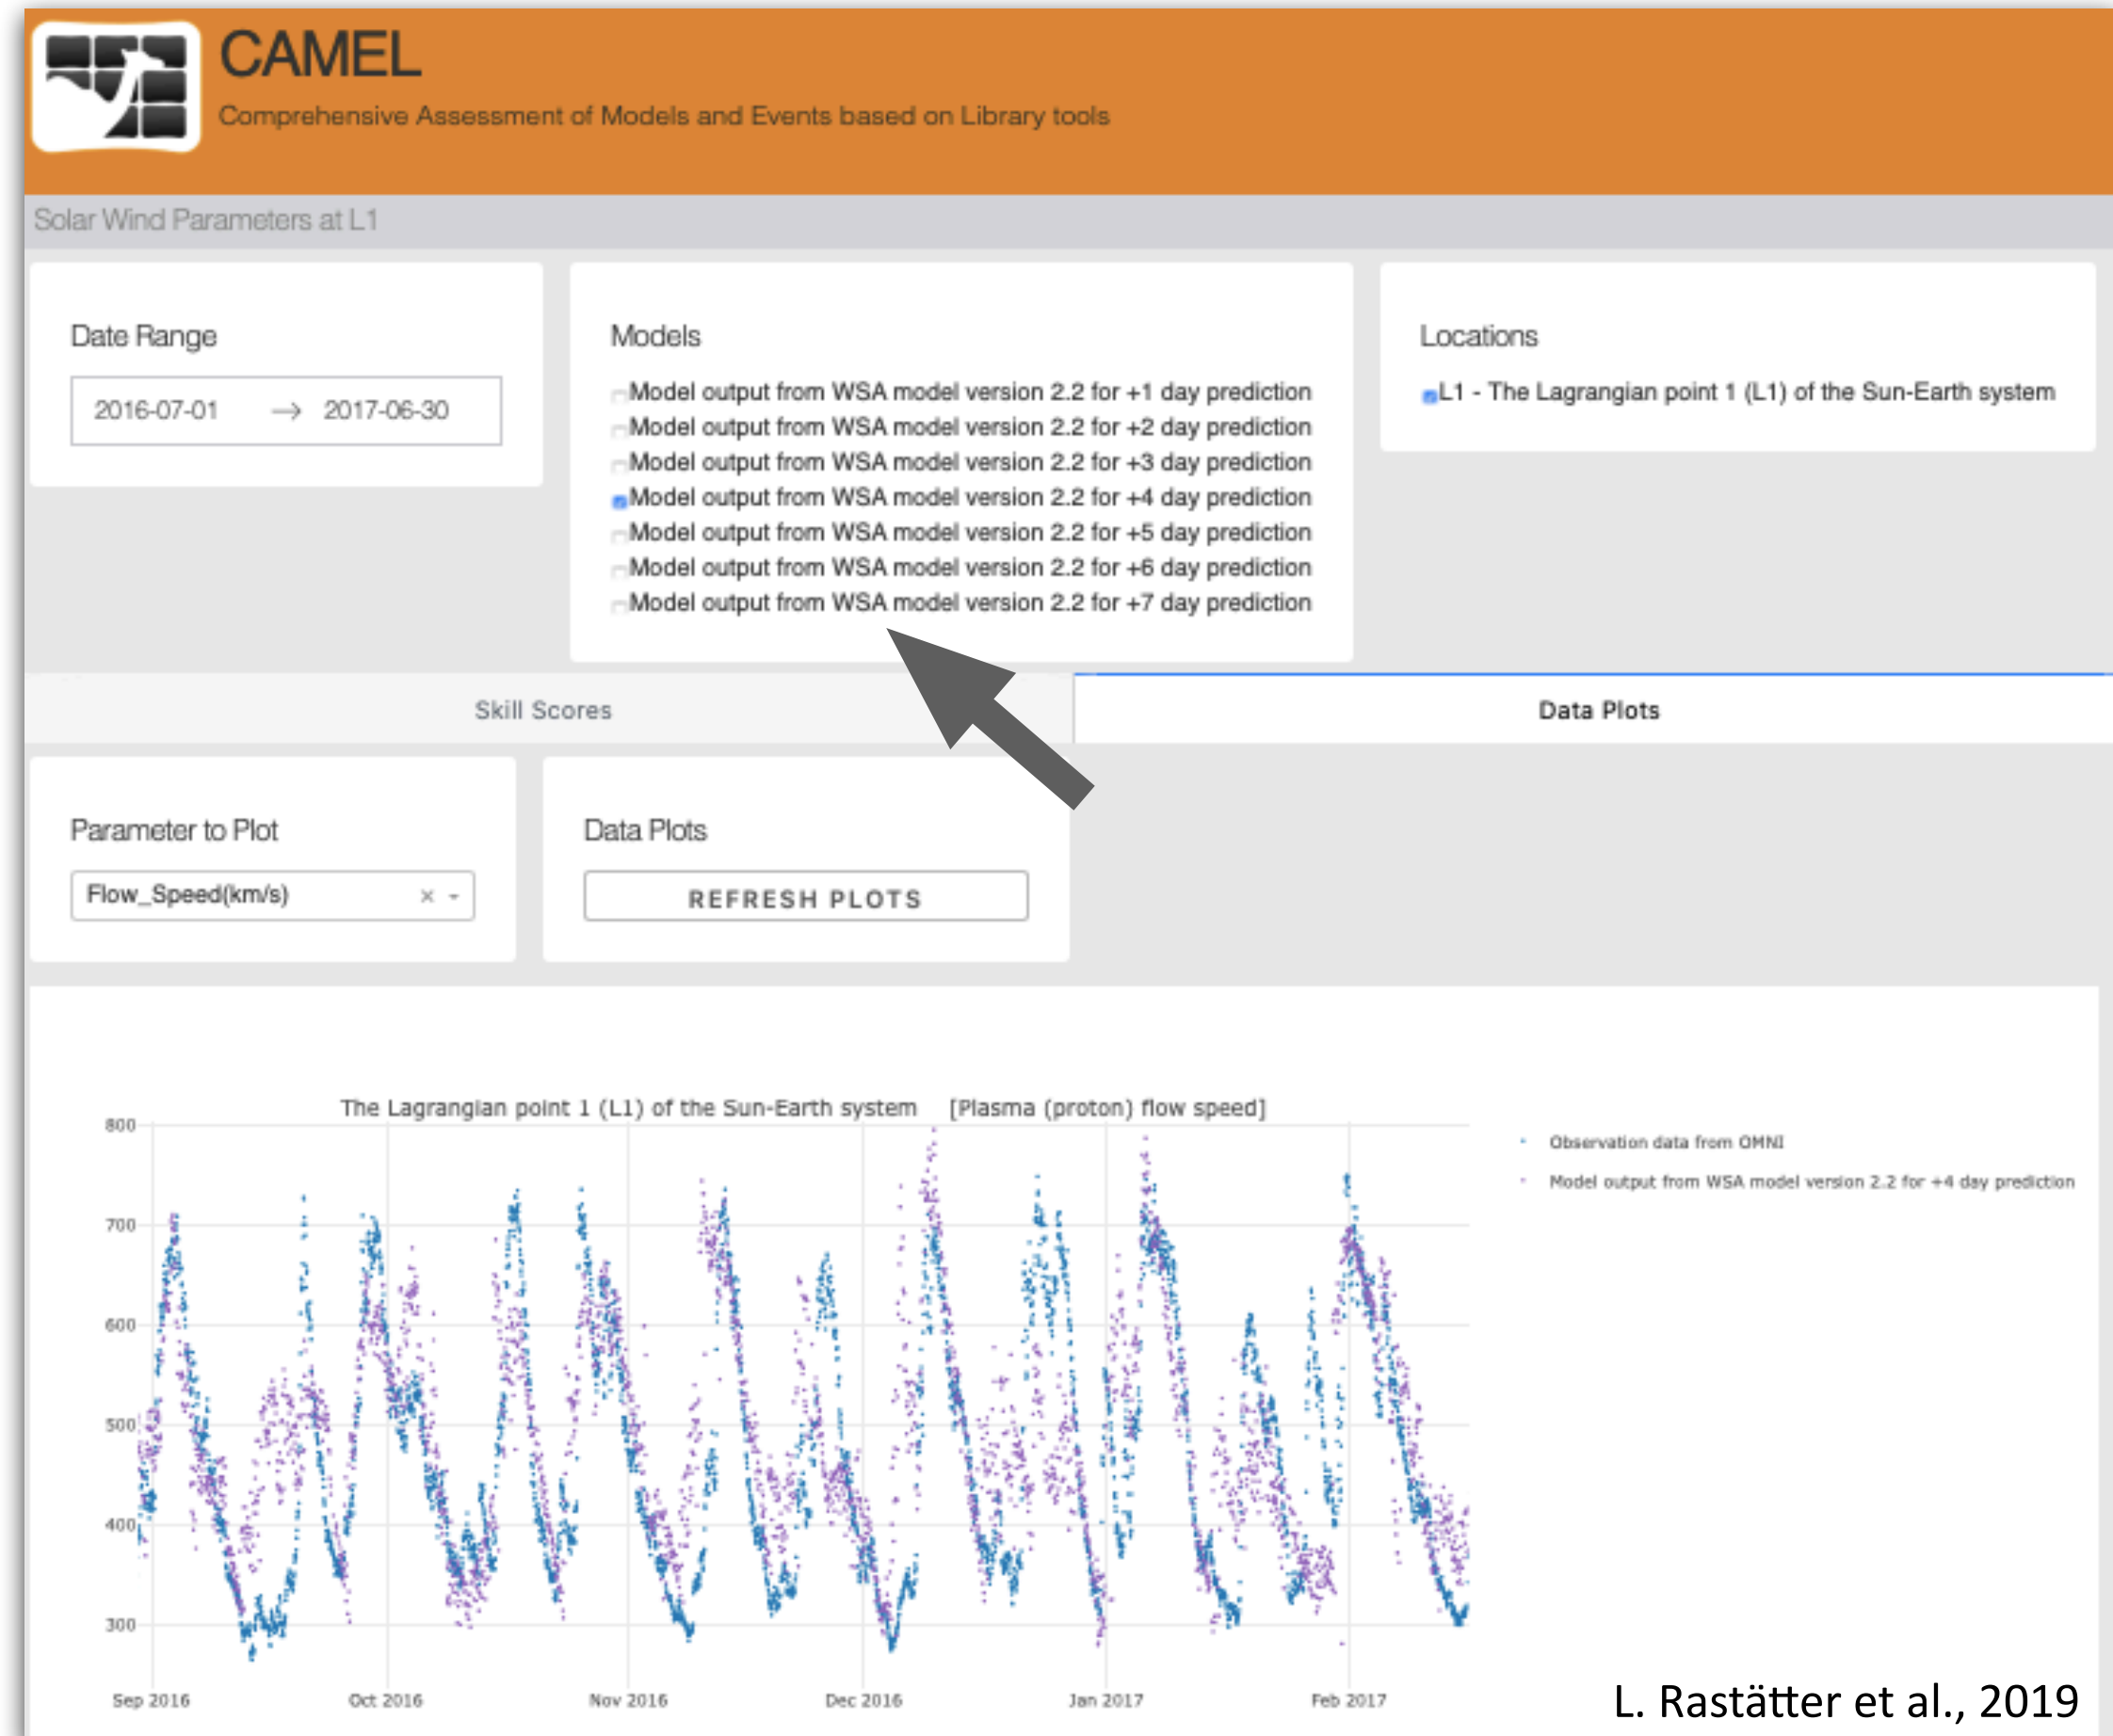 CAMEL
Comprehensive Assessment of Models and Events based on Library tools
Solar Wind Parameters at L1
Date Range
2016-07-01 → 2017-06-30
Models
Model output from WSA model version 2.2 for +1 day prediction
Model output from WSA model version 2.2 for +2 day prediction
Model output from WSA model version 2.2 for +3 day prediction
Model output from WSA model version 2.2 for +4 day prediction
Model output from WSA model version 2.2 for +5 day prediction
Model output from WSA model version 2.2 for +6 day prediction
Model output from WSA model version 2.2 for +7 day prediction
Locations
L1 - The Lagrangian point 1 (L1) of the Sun-Earth system
Skill Scores
Data Plots
Parameter to Plot
Flow_Speed(km/s)
Data Plots
REFRESH PLOTS
The Lagrangian point 1 (L1) of the Sun-Earth system [Plasma (proton) flow speed]
Observation data from OMNI
Model output from WSA model version 2.2 for +4 day prediction
800
700
600
500
400
300
Sep 2016
Oct 2016
Nov 2016
Dec 2016
Jan 2017
Feb 2017
L. Rastätter et al., 2019